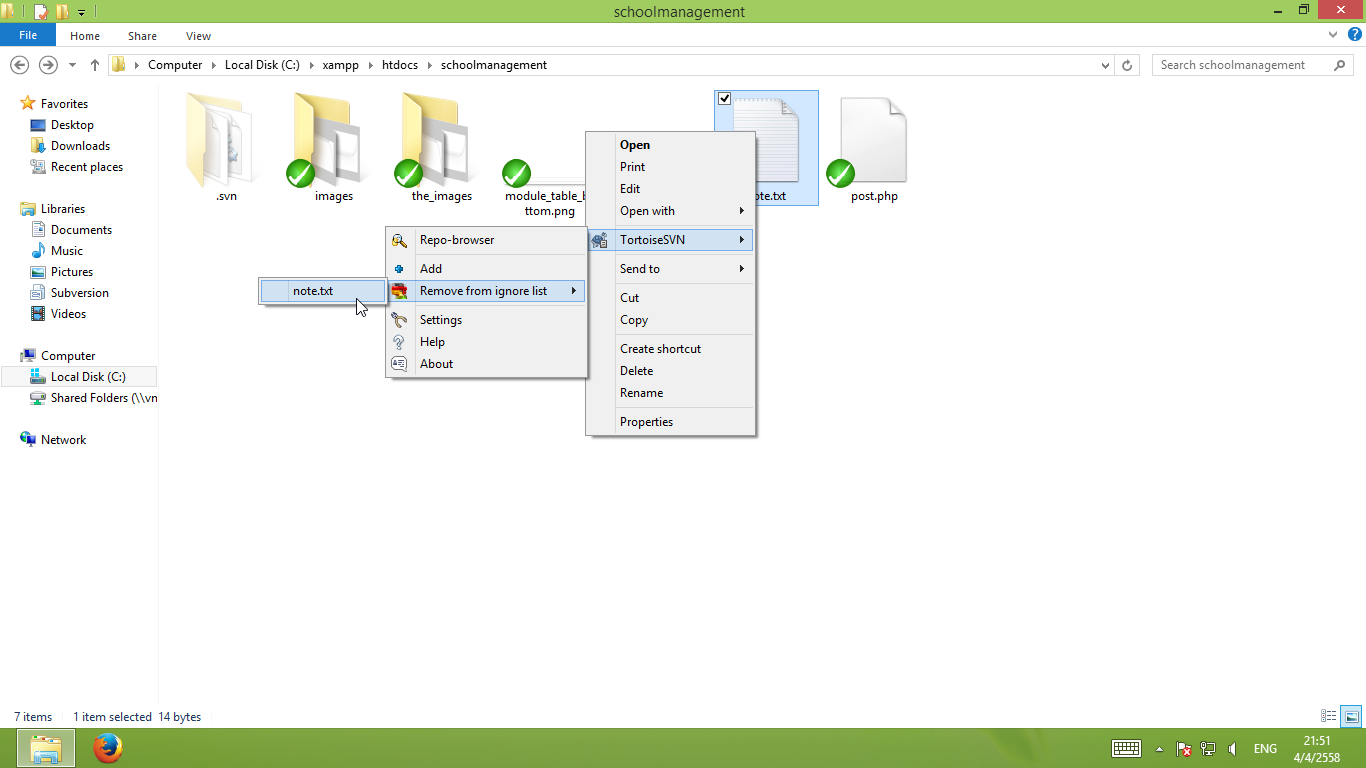 schoolmanagement
File
Home
Share
View
Computer
Local Disk (C:)
xampp
htdocs
schoolmanagement
Search schoolmanagement
Favorites
Desktop
Downloads
Recent places
Libraries
Documents
Music
Pictures
Subversion
Videos
Computer
Local Disk (C:)
Shared Folders (\\vn
Network
.svn
images
the_images
module_table_b
ttom.png
ote.txt
post.php
Open
Print
Edit
Open with
TortoiseSVN
Send to
Cut
Copy
Create shortcut
Delete
Rename
Properties
Repo-browser
Add
Remove from ignore list
Settings
Help
About
note.txt
7 items
1 item selected 14 bytes
ENG
21:51
4/4/2558